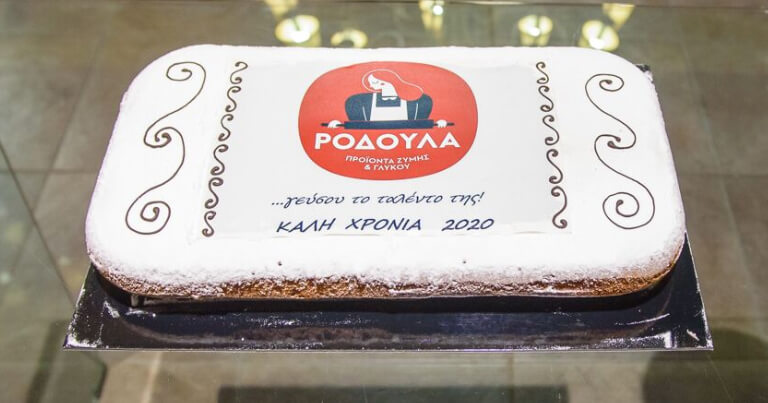 ΡΟΔΟΥΛΑ
ΠΡΟΪΟΝΤΑ ΖΥΜΗΣ
& ΓΛΥΚΟΥ
...γεύσου το ταλέντο της!
ΚΑΛΗ ΧΡΟΝΙΑ 2020